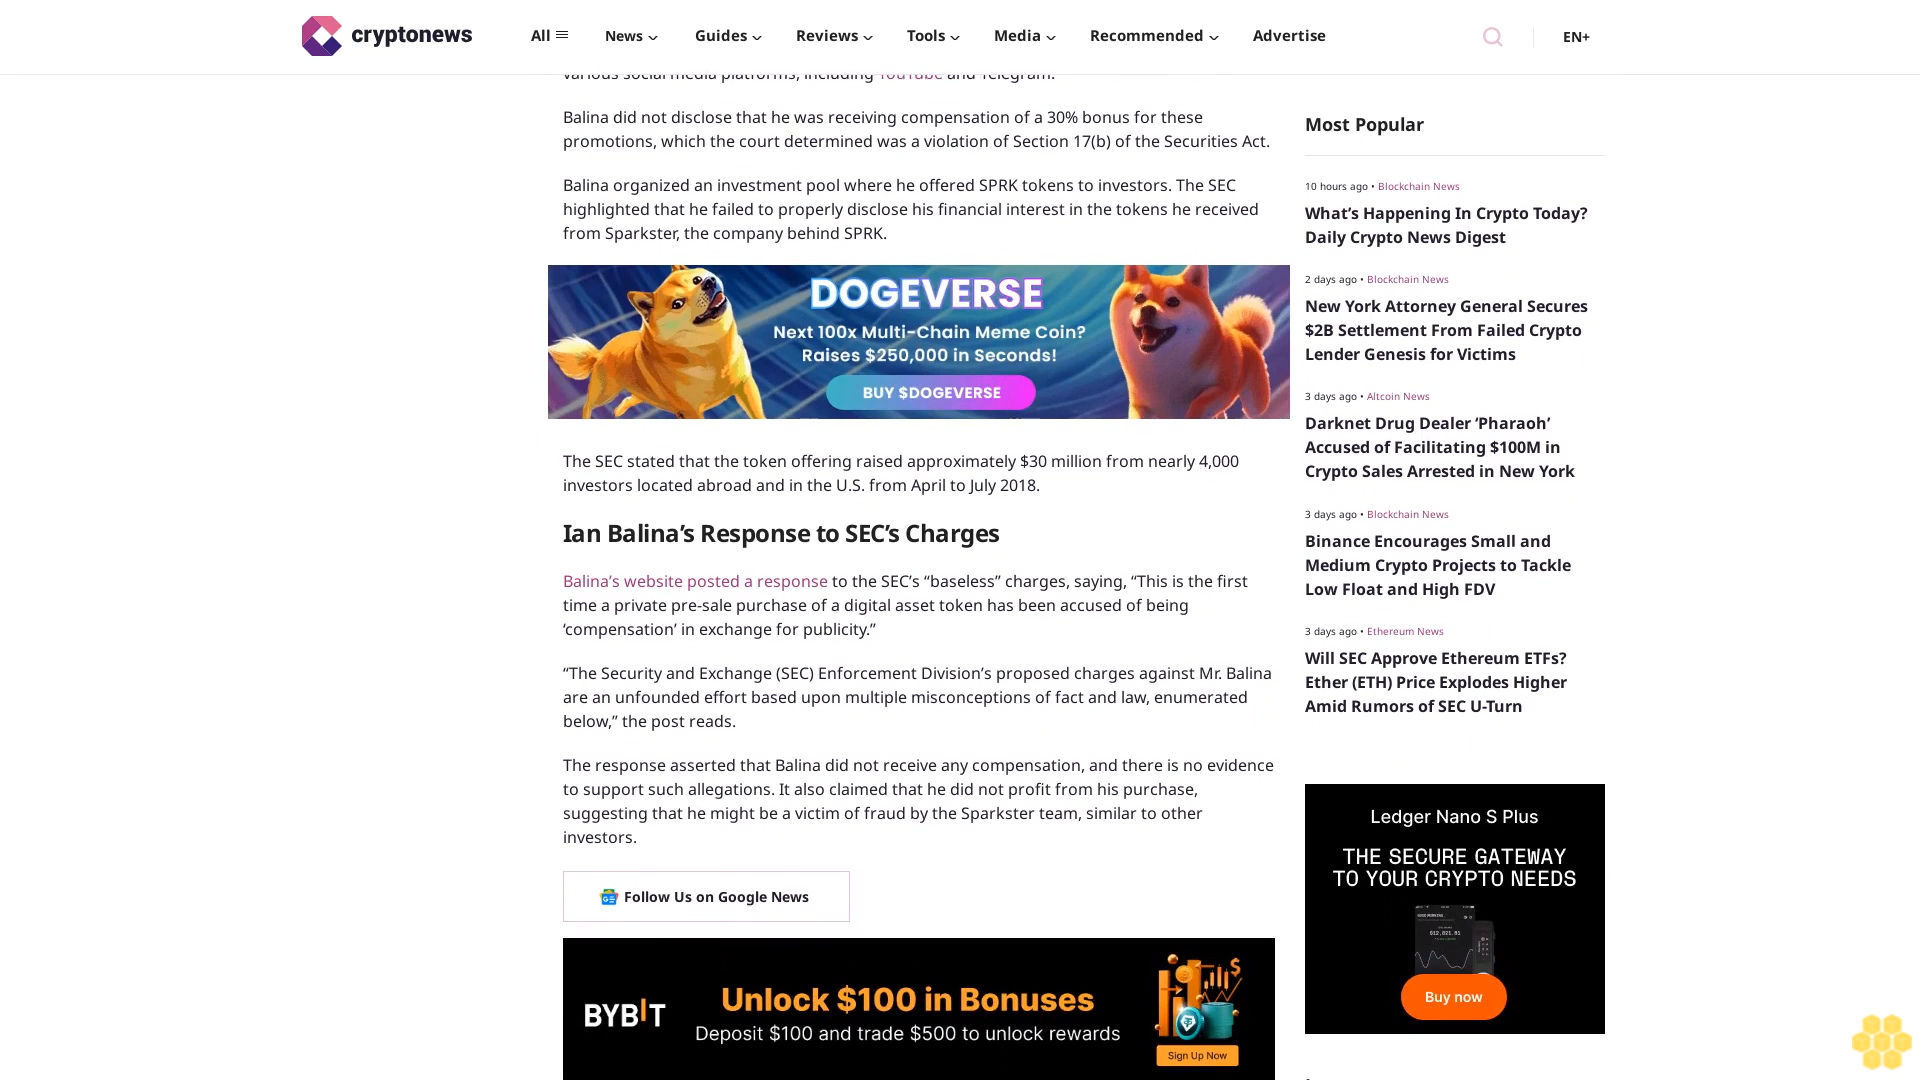 cryptonews
All
News
Guides
Reviews
Tools
Media
Recommended
Advertise
EN+
various social media platforms, including YouTube and Telegram.
Balina did not disclose that he was receiving compensation of a 30% bonus for these
promotions, which the court determined was a violation of Section 17(b) of the Securities Act.
Balina organized an investment pool where he offered SPRK tokens to investors. The SEC
highlighted that he failed to properly disclose his financial interest in the tokens he received
from Sparkster, the company behind SPRK.
DOGEVERSE
Next 100x Multi-Chain Meme Coin?
Raises $250,000 in Seconds!
BUY $DOGEVERSE
The SEC stated that the token offering raised approximately $30 million from nearly 4,000
investors located abroad and in the U.S. from April to July 2018.
Ian Balina’s Response to SEC’s Charges
Balina’s website posted a response to the SEC’s “baseless” charges, saying, “This is the first
time a private pre-sale purchase of a digital asset token has been accused of being
‘compensation’ in exchange for publicity.”
“The Security and Exchange (SEC) Enforcement Division’s proposed charges against Mr. Balina
are an unfounded effort based upon multiple misconceptions of fact and law, enumerated
below,” the post reads.
The response asserted that Balina did not receive any compensation, and there is no evidence
to support such allegations. It also claimed that he did not profit from his purchase,
suggesting that he might be a victim of fraud by the Sparkster team, similar to other
investors.
Follow Us on Google News
BYBIT
Unlock $100 in Bonuses
Deposit $100 and trade $500 to unlock rewards
Sign Up Now
Most Popular
10 hours ago • Blockchain News
What’s Happening In Crypto Today?
Daily Crypto News Digest
2 days ago • Blockchain News
New York Attorney General Secures
$2B Settlement From Failed Crypto
Lender Genesis for Victims
3 days ago • Altcoin News
Darknet Drug Dealer ‘Pharaoh’
Accused of Facilitating $100M in
Crypto Sales Arrested in New York
3 days ago • Blockchain News
Binance Encourages Small and
Medium Crypto Projects to Tackle
Low Float and High FDV
3 days ago • Ethereum News
Will SEC Approve Ethereum ETFs?
Ether (ETH) Price Explodes Higher
Amid Rumors of SEC U-Turn
Ledger Nano S Plus
THE SECURE GATEWAY
TO YOUR CRYPTO NEEDS
Buy now